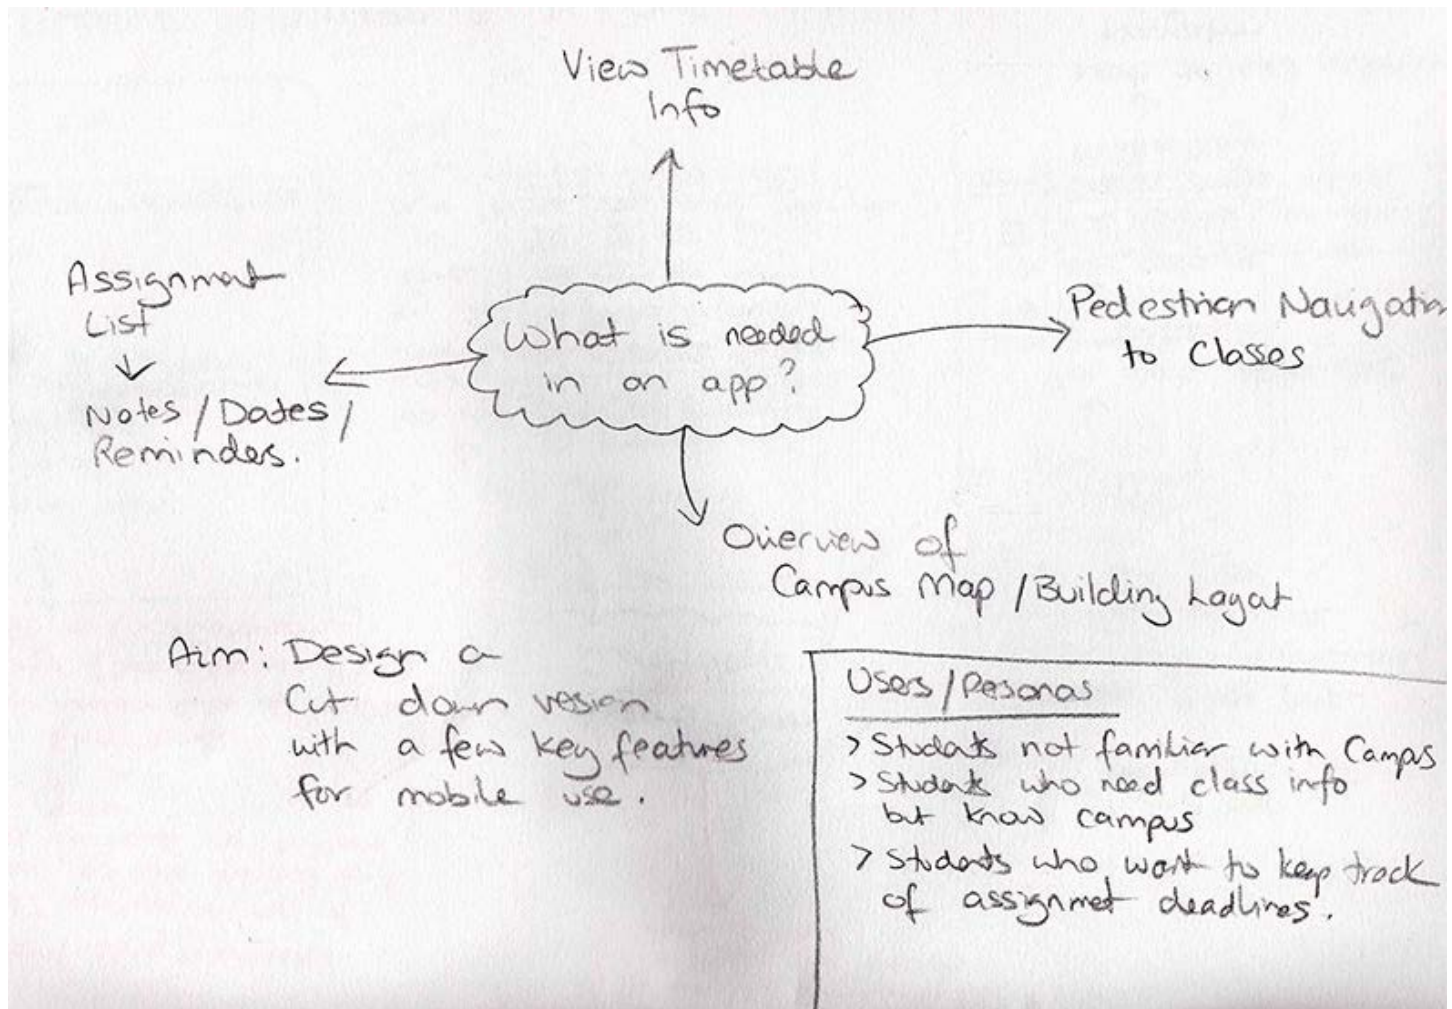 View Timetable
Info
Assignment
List
Notes / Dates /
Reminders.
What is needed
in an app?
Pedestrian Navigation
to Classes
Overview of
Campus Map / Building Layout
Aim: Design a
Cut down version
with a few key features
for mobile use.
Users / Personas
> Students not familiar with Campus
> Students who need class info
but know campus
> Students who want to keep track
of assignment deadlines.